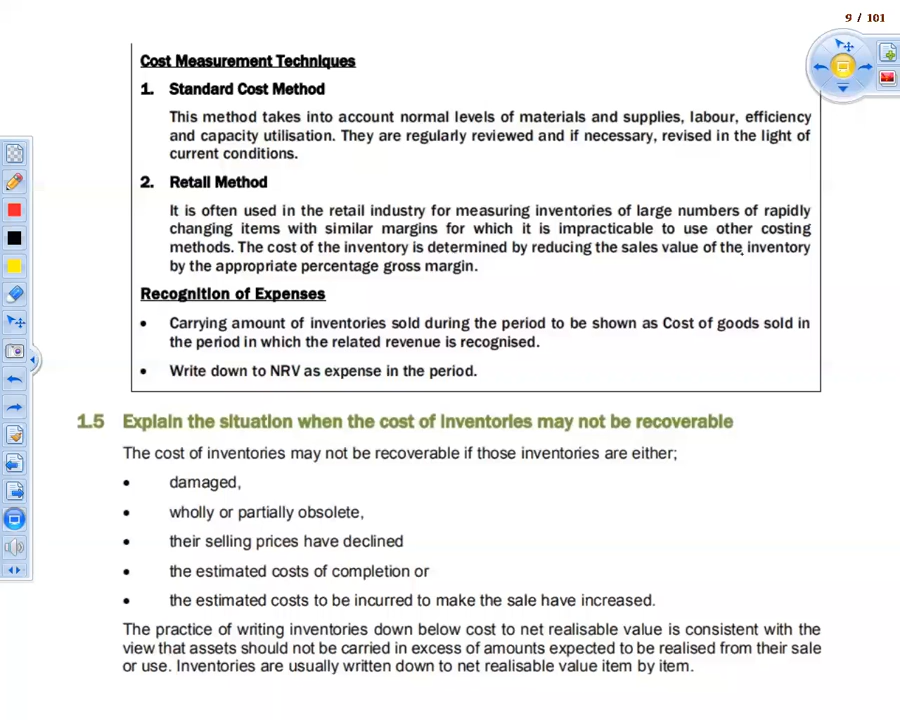 9 / 101
Cost Measurement Techniques
1. Standard Cost Method
This method takes into account normal levels of materials and supplies, labour, efficiency
and capacity utilisation. They are regularly reviewed and if necessary, revised in the light of
current conditions.
2. Retail Method
It is often used in the retail industry for measuring inventories of large numbers of rapidly
changing items with similar margins for which it is impracticable to use other costing
methods. The cost of the inventory is determined by reducing the sales value of the inventory
by the appropriate percentage gross margin.
Recognition of Expenses
• Carrying amount of inventories sold during the period to be shown as Cost of goods sold in
the period in which the related revenue is recognised.
• Write down to NRV as expense in the period.
1.5 Explain the situation when the cost of inventories may not be recoverable
The cost of inventories may not be recoverable if those inventories are either;
• damaged,
• wholly or partially obsolete,
• their selling prices have declined
• the estimated costs of completion or
• the estimated costs to be incurred to make the sale have increased.
The practice of writing inventories down below cost to net realisable value is consistent with the
view that assets should not be carried in excess of amounts expected to be realised from their sale
or use. Inventories are usually written down to net realisable value item by item.